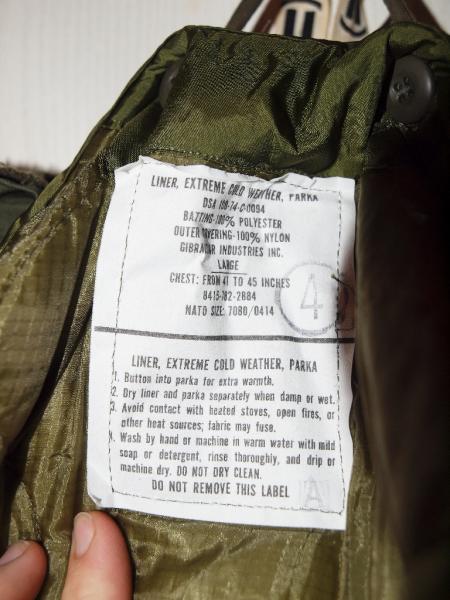 LINER, EXTREME COLD WEATHER, PARKA
DSA 100-74-C-0094
BATTING-100% POLYESTER
OUTER COVERING-100% NYLON
GIBRALTAR INDUSTRIES INC.
LARGE
CHEST: FROM 41 TO 45 INCHES
8415-782-2884
NATO SIZE: 7080/0414
4
LINER, EXTREME COLD WEATHER, PARKA
1. Button into parka for extra warmth.
2. Dry liner and parka separately when damp or wet.
3. Avoid contact with heated stoves, open fires, or
other heat sources; fabric may fuse.
4. Wash by hand or machine in warm water with mild
soap or detergent, rinse thoroughly, and drip or
machine dry. DO NOT DRY CLEAN.
DO NOT REMOVE THIS LABEL
A